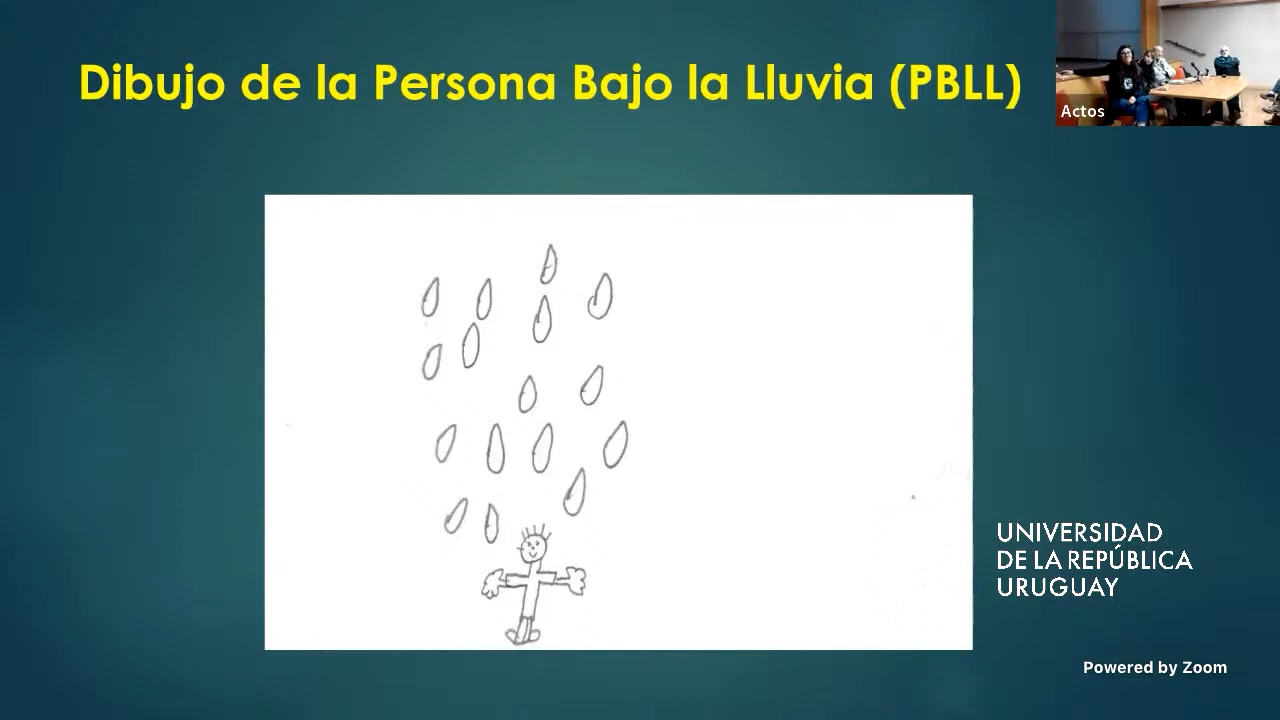 Dibujo de la Persona Bajo la Lluvia (PBLL)
Actos
UNIVERSIDAD
DE LA REPÚBLICA
URUGUAY
Powered by Zoom